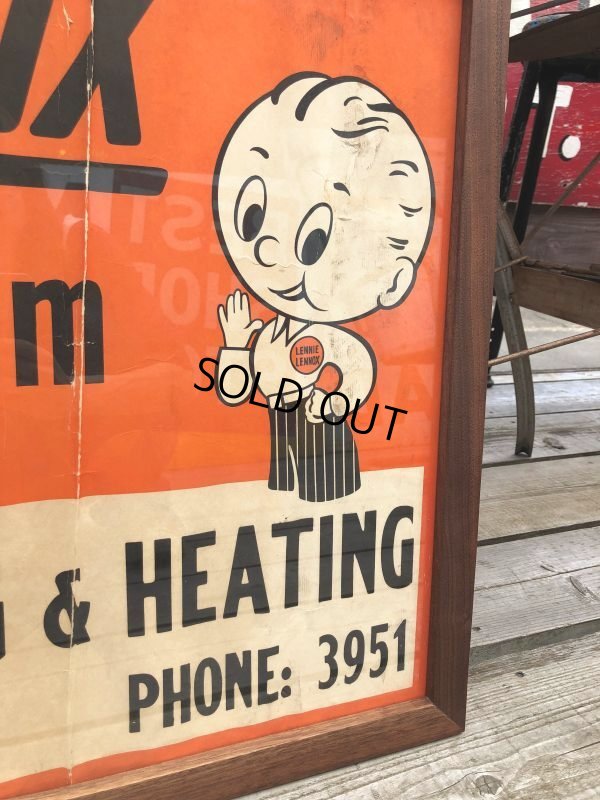 m
LENNIE
LENNOX
SOLD OUT
& HEATING
PHONE: 3951